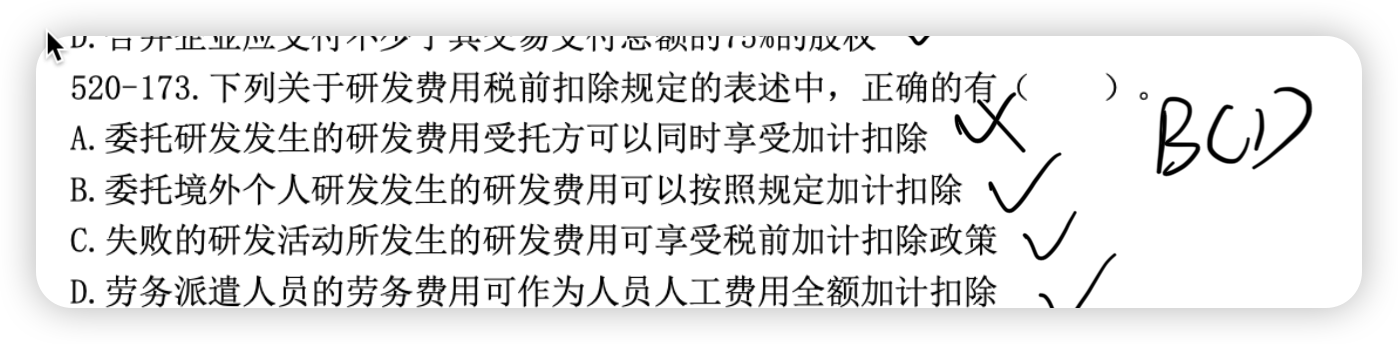 D. 合并企业应支付不少于其交易支付总额的75%的股权 ✓
520-173. 下列关于研发费用税前扣除规定的表述中，正确的有（　　）。
A. 委托研发发生的研发费用受托方可以同时享受加计扣除 ×
BCD
B. 委托境外个人研发发生的研发费用可以按照规定加计扣除 ✓
C. 失败的研发活动所发生的研发费用可享受税前加计扣除政策 ✓
D. 劳务派遣人员的劳务费用可作为人员人工费用全额加计扣除 ✓